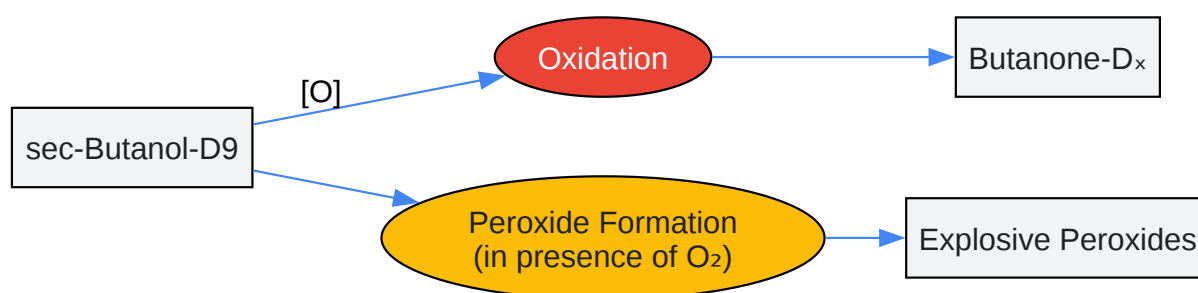 Oxidation
Butanone-Dₓ
[O]
sec-Butanol-D9
Peroxide Formation
(in presence of O₂)
Explosive Peroxides